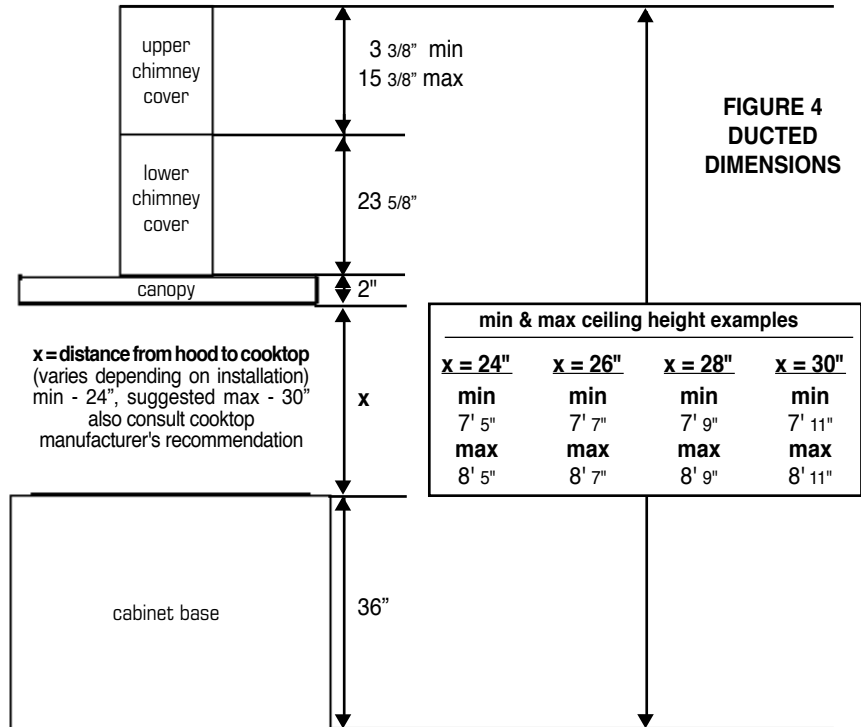 upper
chimney
cover
3 3/8” min
15 3/8” max
FIGURE 4
DUCTED
DIMENSIONS
lower
chimney
cover
23 5/8”
canopy
2"
x = distance from hood to cooktop
(varies depending on installation)
min - 24”, suggested max - 30”
also consult cooktop
manufacturer's recommendation
x
min & max ceiling height examples
x = 24" x = 26" x = 28" x = 30"
min min min min
7' 5" 7' 7" 7' 9" 7' 11"
max max max max
8' 5" 8' 7" 8' 9" 8' 11"
cabinet base
36”